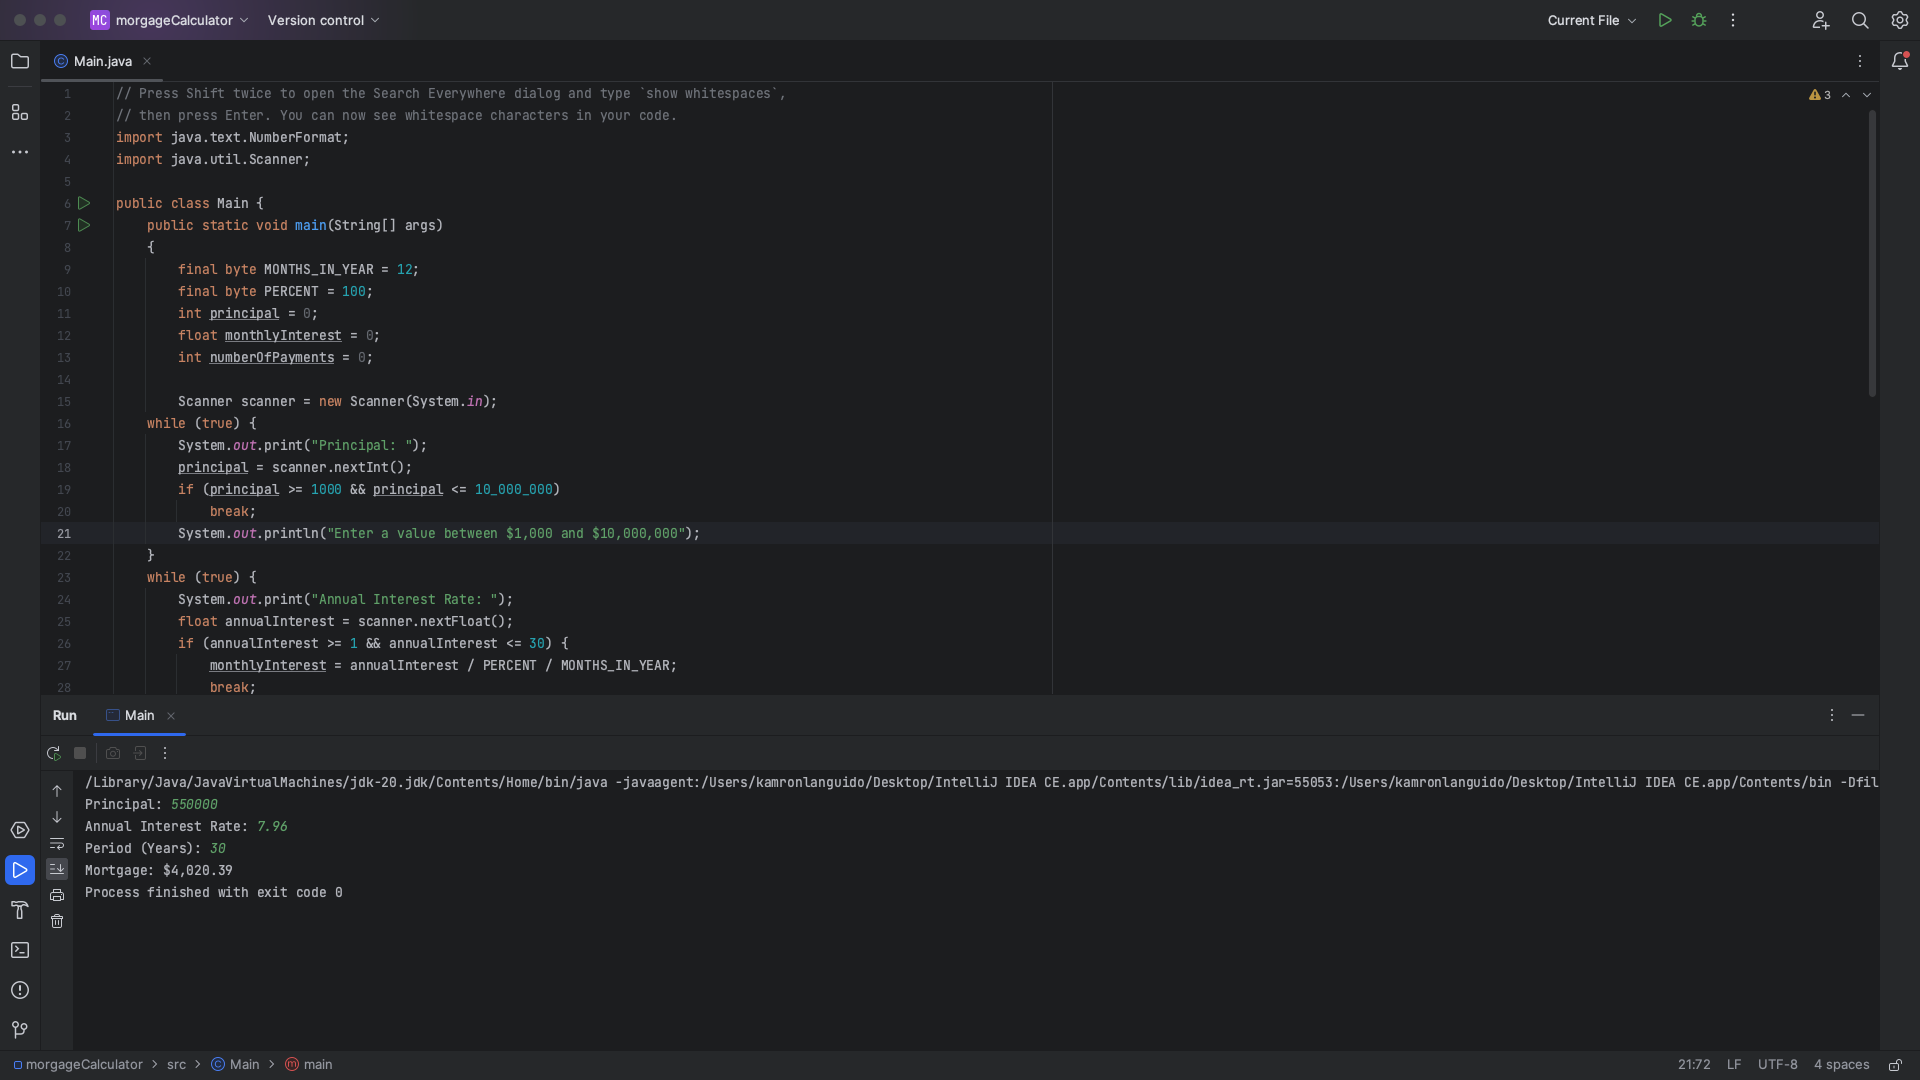 MC morgageCalculator Version control Current File
Main.java
1 // Press Shift twice to open the Search Everywhere dialog and type `show whitespaces`,
2 // then press Enter. You can now see whitespace characters in your code.
3 import java.text.NumberFormat;
4 import java.util.Scanner;
5
6 public class Main {
7 public static void main(String[] args)
8 {
9 final byte MONTHS_IN_YEAR = 12;
10 final byte PERCENT = 100;
11 int principal = 0;
12 float monthlyInterest = 0;
13 int numberOfPayments = 0;
14
15 Scanner scanner = new Scanner(System.in);
16 while (true) {
17 System.out.print("Principal: ");
18 principal = scanner.nextInt();
19 if (principal >= 1000 && principal <= 10_000_000)
20 break;
21 System.out.println("Enter a value between $1,000 and $10,000,000");
22 }
23 while (true) {
24 System.out.print("Annual Interest Rate: ");
25 float annualInterest = scanner.nextFloat();
26 if (annualInterest >= 1 && annualInterest <= 30) {
27 monthlyInterest = annualInterest / PERCENT / MONTHS_IN_YEAR;
28 break;
3
Run Main
/Library/Java/JavaVirtualMachines/jdk-20.jdk/Contents/Home/bin/java -javaagent:/Users/kamronlanguido/Desktop/IntelliJ IDEA CE.app/Contents/lib/idea_rt.jar=55053:/Users/kamronlanguido/Desktop/IntelliJ IDEA CE.app/Contents/bin -Dfil
Principal: 550000
Annual Interest Rate: 7.96
Period (Years): 30
Mortgage: $4,020.39
Process finished with exit code 0
morgageCalculator > src > Main > main 21:72 LF UTF-8 4 spaces